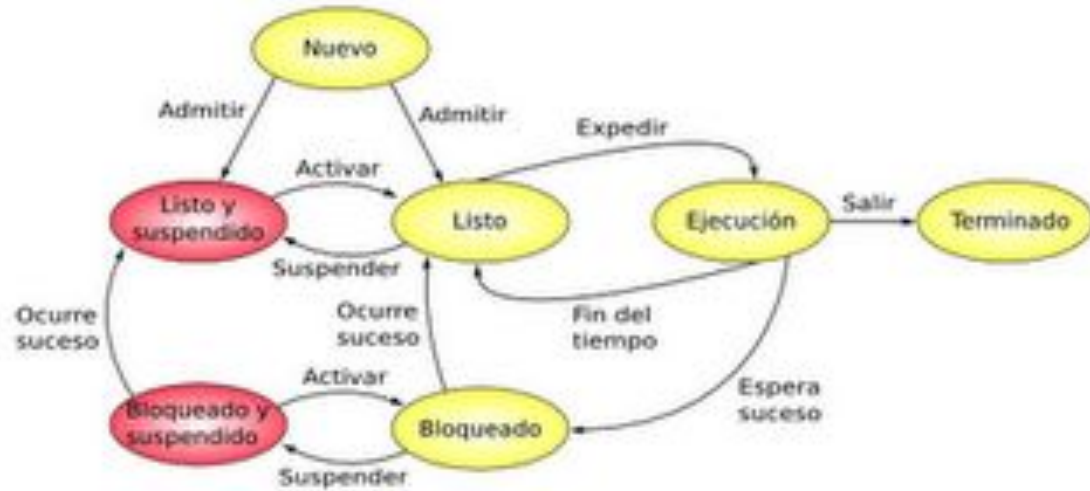 Nuevo
Admitir
Admitir
Expedir
Activar
Listo y
suspendido
Listo
Ejecución
Salir
Terminado
Suspender
Ocurre
suceso
Ocurre
suceso
Fin del
tiempo
Activar
Espera
suceso
Bloqueado y
suspendido
Bloqueado
Suspender